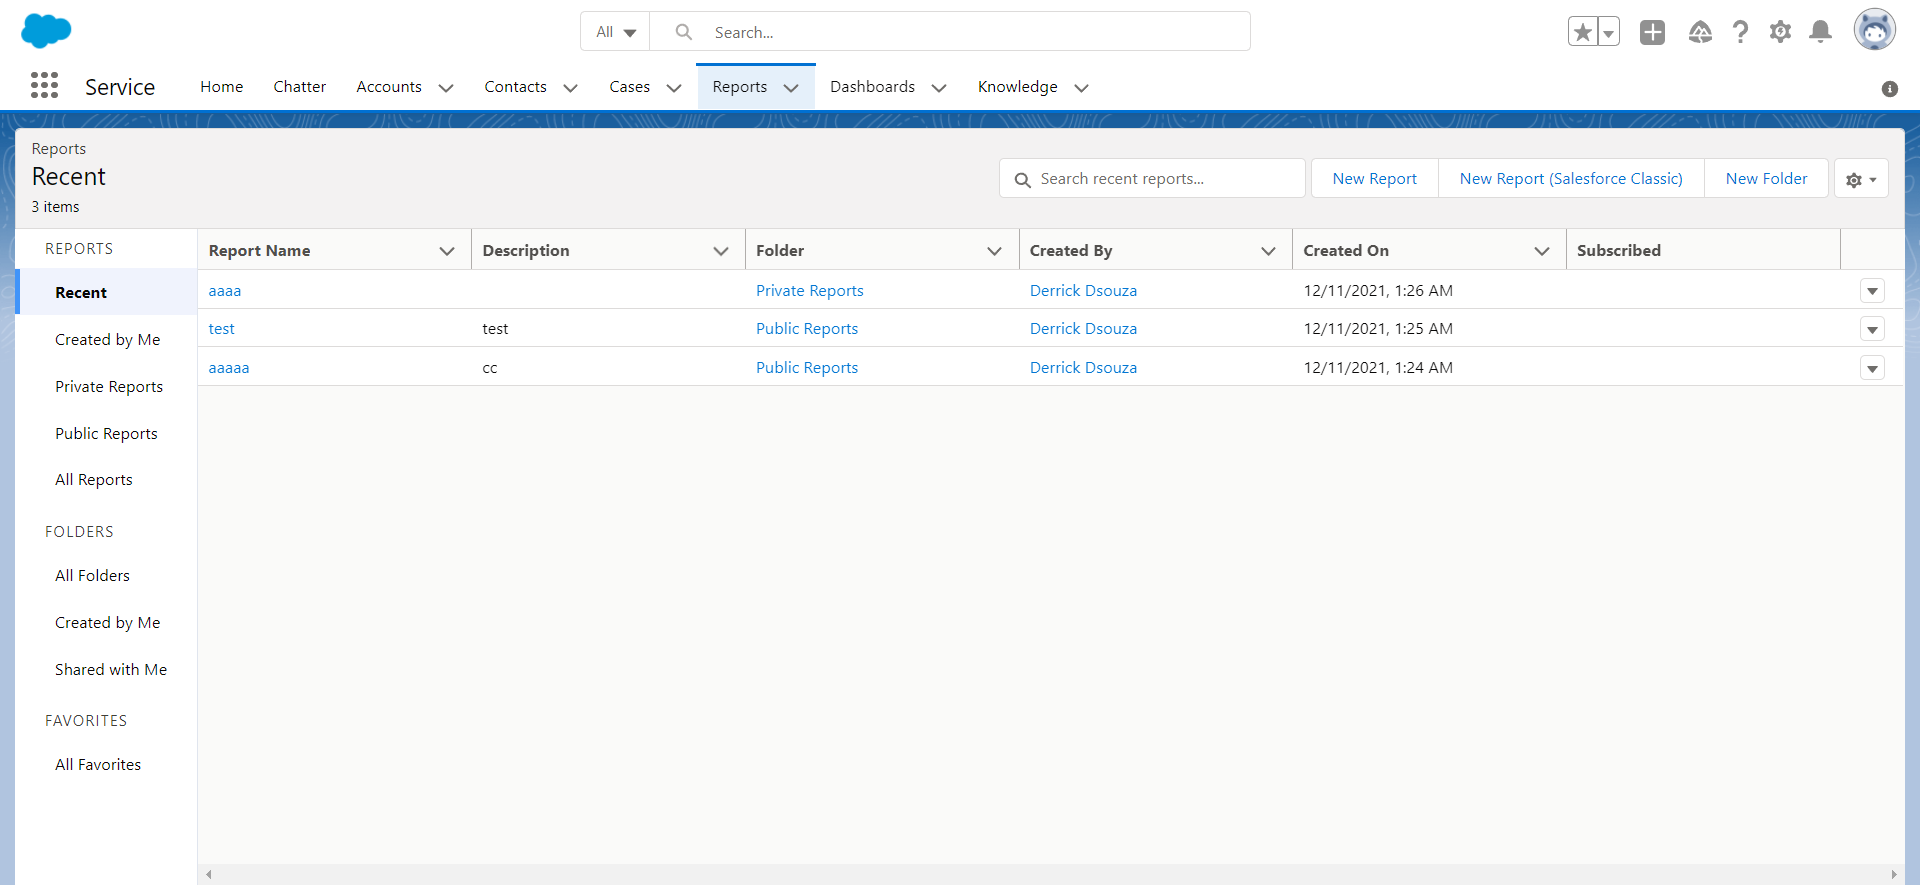 All
Search...
Service
Home
Chatter
Accounts
Contacts
Cases
Reports
Dashboards
Knowledge
Reports
Recent
3 items
Search recent reports...
New Report
New Report (Salesforce Classic)
New Folder
REPORTS
Recent
Created by Me
Private Reports
Public Reports
All Reports
FOLDERS
All Folders
Created by Me
Shared with Me
FAVORITES
All Favorites
Report Name Description Folder Created By Created On Subscribed
aaaa Private Reports Derrick Dsouza 12/11/2021, 1:26 AM
test test Public Reports Derrick Dsouza 12/11/2021, 1:25 AM
aaaaa cc Public Reports Derrick Dsouza 12/11/2021, 1:24 AM